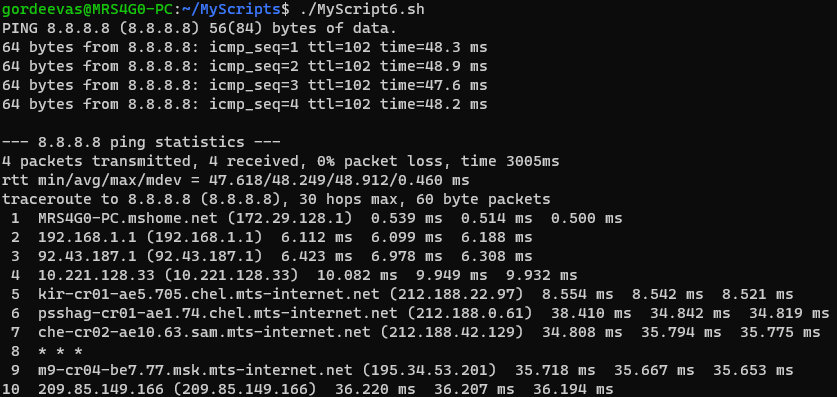 gordeevas@MRS4G0-PC:~/MyScripts$ ./MyScript6.sh
PING 8.8.8.8 (8.8.8.8) 56(84) bytes of data.
64 bytes from 8.8.8.8: icmp_seq=1 ttl=102 time=48.3 ms
64 bytes from 8.8.8.8: icmp_seq=2 ttl=102 time=48.9 ms
64 bytes from 8.8.8.8: icmp_seq=3 ttl=102 time=47.6 ms
64 bytes from 8.8.8.8: icmp_seq=4 ttl=102 time=48.2 ms

--- 8.8.8.8 ping statistics ---
4 packets transmitted, 4 received, 0% packet loss, time 3005ms
rtt min/avg/max/mdev = 47.618/48.249/48.912/0.460 ms
traceroute to 8.8.8.8 (8.8.8.8), 30 hops max, 60 byte packets
 1  MRS4G0-PC.mshome.net (172.29.128.1)  0.539 ms  0.514 ms  0.500 ms
 2  192.168.1.1 (192.168.1.1)  6.112 ms  6.099 ms  6.188 ms
 3  92.43.187.1 (92.43.187.1)  6.423 ms  6.978 ms  6.308 ms
 4  10.221.128.33 (10.221.128.33)  10.082 ms  9.949 ms  9.932 ms
 5  kir-cr01-ae5.705.chel.mts-internet.net (212.188.22.97)  8.554 ms  8.542 ms  8.521 ms
 6  psshag-cr01-ae1.74.chel.mts-internet.net (212.188.0.61)  38.410 ms  34.842 ms  34.819 ms
 7  che-cr02-ae10.63.sam.mts-internet.net (212.188.42.129)  34.808 ms  35.794 ms  35.775 ms
 8  * * *
 9  m9-cr04-be7.77.msk.mts-internet.net (195.34.53.201)  35.718 ms  35.667 ms  35.653 ms
10  209.85.149.166 (209.85.149.166)  36.220 ms  36.207 ms  36.194 ms